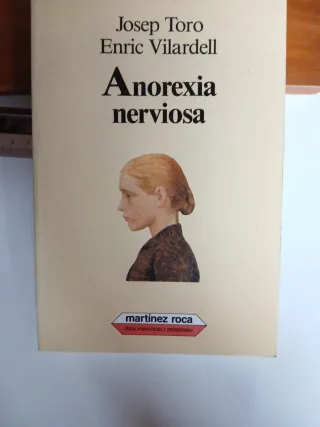 Josep Toro
Enric Vilardell
Anorexia
nerviosa
martínez roca